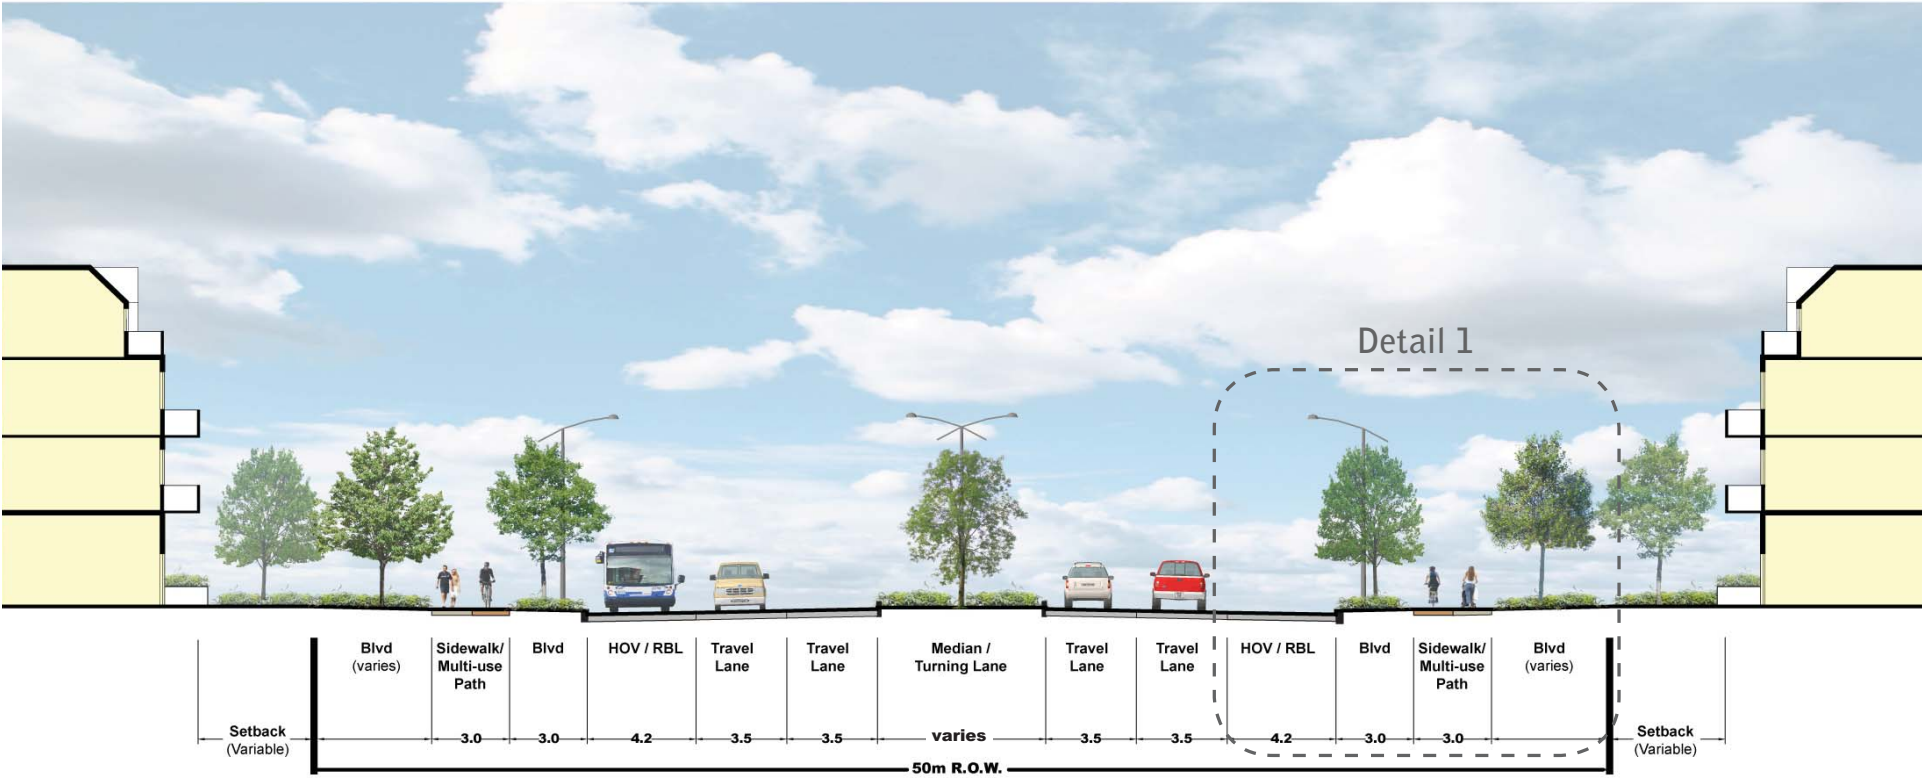 Detail 1
Blvd
(varies)
Sidewalk/
Multi-use
Path
Blvd
HOV / RBL
Travel
Lane
Travel
Lane
Median /
Turning Lane
Travel
Lane
Travel
Lane
HOV / RBL
Blvd
Sidewalk/
Multi-use
Path
Blvd
(varies)
Setback
(Variable)
3.0
3.0
4.2
3.5
3.5
varies
3.5
3.5
4.2
3.0
3.0
Setback
(Variable)
50m R.O.W.